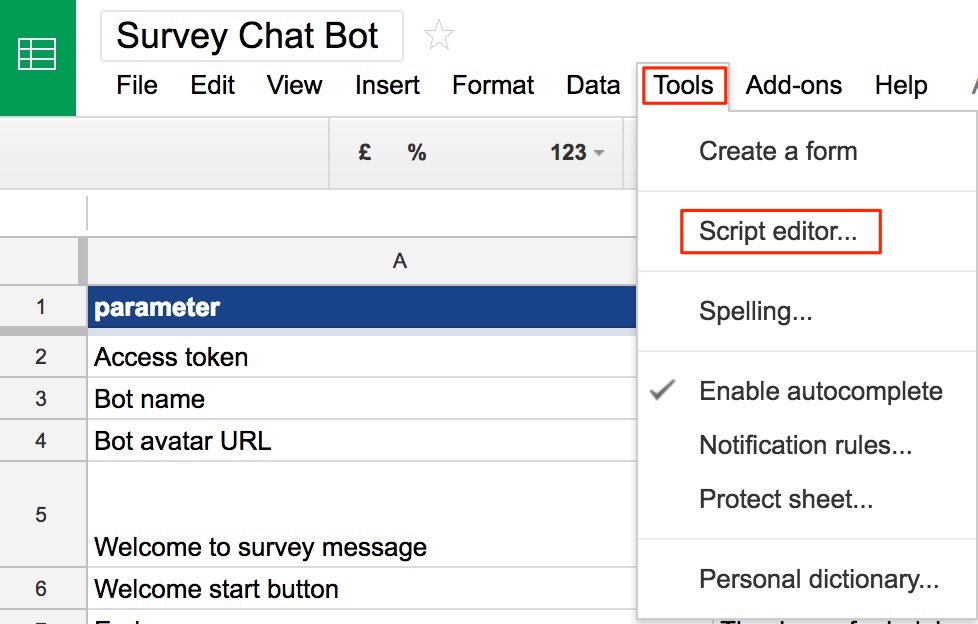 Survey Chat Bot
File Edit View Insert Format Data Tools Add-ons Help
£ % 123
Create a form
Script editor...
Spelling...
Enable autocomplete
Notification rules...
Protect sheet...
Personal dictionary...
A
1 parameter
2 Access token
3 Bot name
4 Bot avatar URL
5 Welcome to survey message
6 Welcome start button